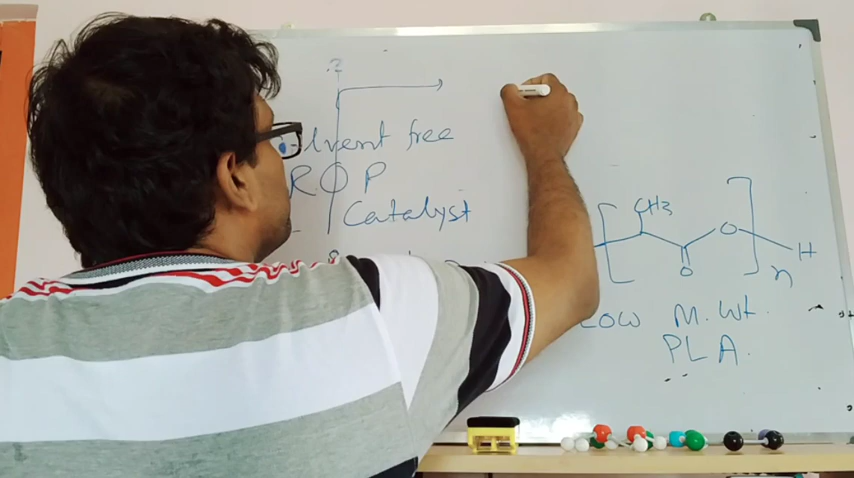 Solvent free
ROP
Catalyst
CH3
O
H
O
n
Low M. Wt.
PLA.